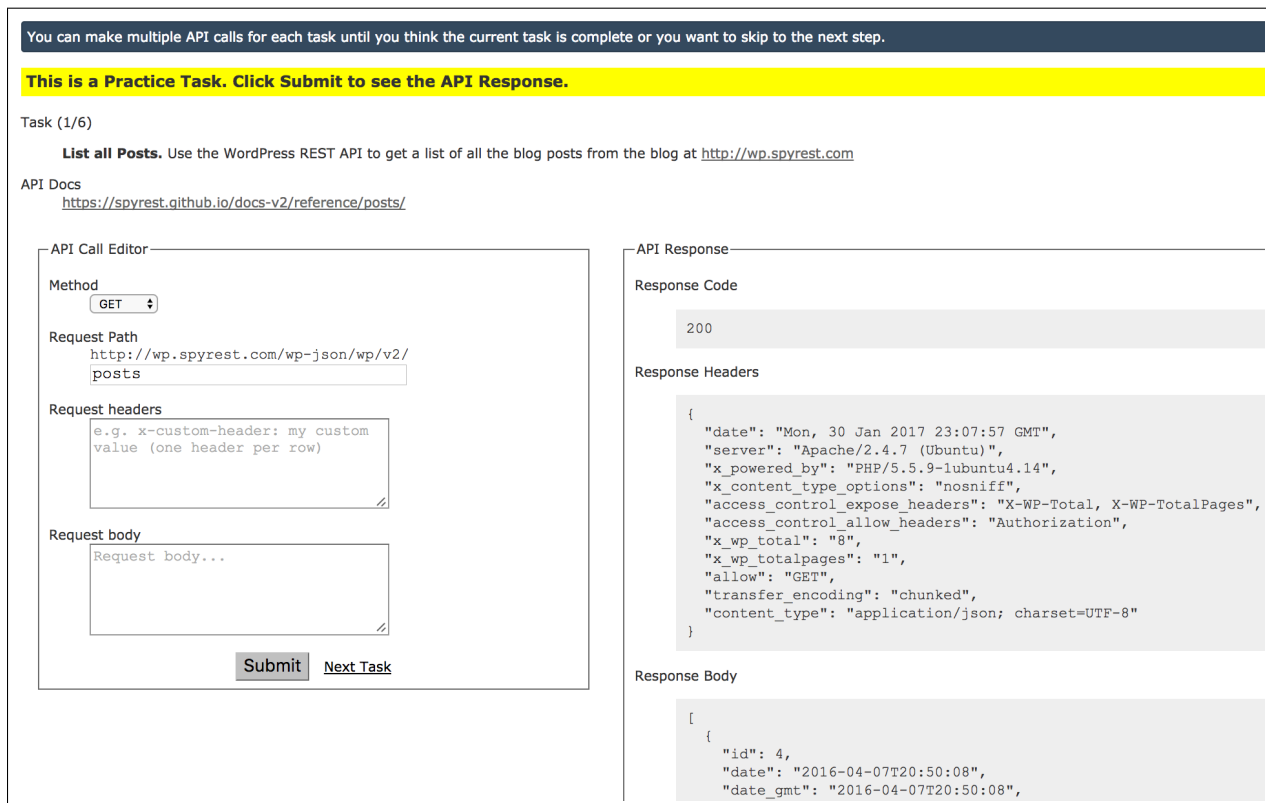 You can make multiple API calls for each task until you think the current task is complete or you want to skip to the next step.
This is a Practice Task. Click Submit to see the API Response.
Task (1/6)
List all Posts. Use the WordPress REST API to get a list of all the blog posts from the blog at http://wp.spyrest.com
API Docs
https://spyrest.github.io/docs-v2/reference/posts/
API Call Editor
Method
GET
Request Path
http://wp.spyrest.com/wp-json/wp/v2/
posts
Request headers
e.g. x-custom-header: my custom
value (one header per row)
Request body
Request body...
Submit Next Task
API Response
Response Code
200
Response Headers
{
"date": "Mon, 30 Jan 2017 23:07:57 GMT",
"server": "Apache/2.4.7 (Ubuntu)",
"x_powered_by": "PHP/5.5.9-1ubuntu4.14",
"x_content_type_options": "nosniff",
"access_control_expose_headers": "X-WP-Total, X-WP-TotalPages",
"access_control_allow_headers": "Authorization",
"x_wp_total": "8",
"x_wp_totalpages": "1",
"allow": "GET",
"transfer_encoding": "chunked",
"content_type": "application/json; charset=UTF-8"
}
Response Body
[
{
"id": 4,
"date": "2016-04-07T20:50:08",
"date_gmt": "2016-04-07T20:50:08",